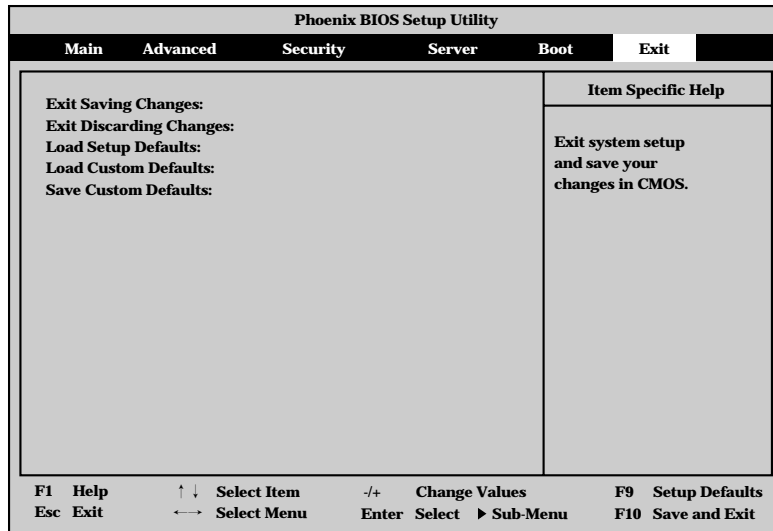 Phoenix BIOS Setup Utility
Main Advanced Security Server Boot Exit
Exit Saving Changes:
Exit Discarding Changes:
Load Setup Defaults:
Load Custom Defaults:
Save Custom Defaults:
Item Specific Help
Exit system setup
and save your
changes in CMOS.
F1 Help ↑↓ Select Item -/+ Change Values F9 Setup Defaults
Esc Exit ←→ Select Menu Enter Select ▶ Sub-Menu F10 Save and Exit